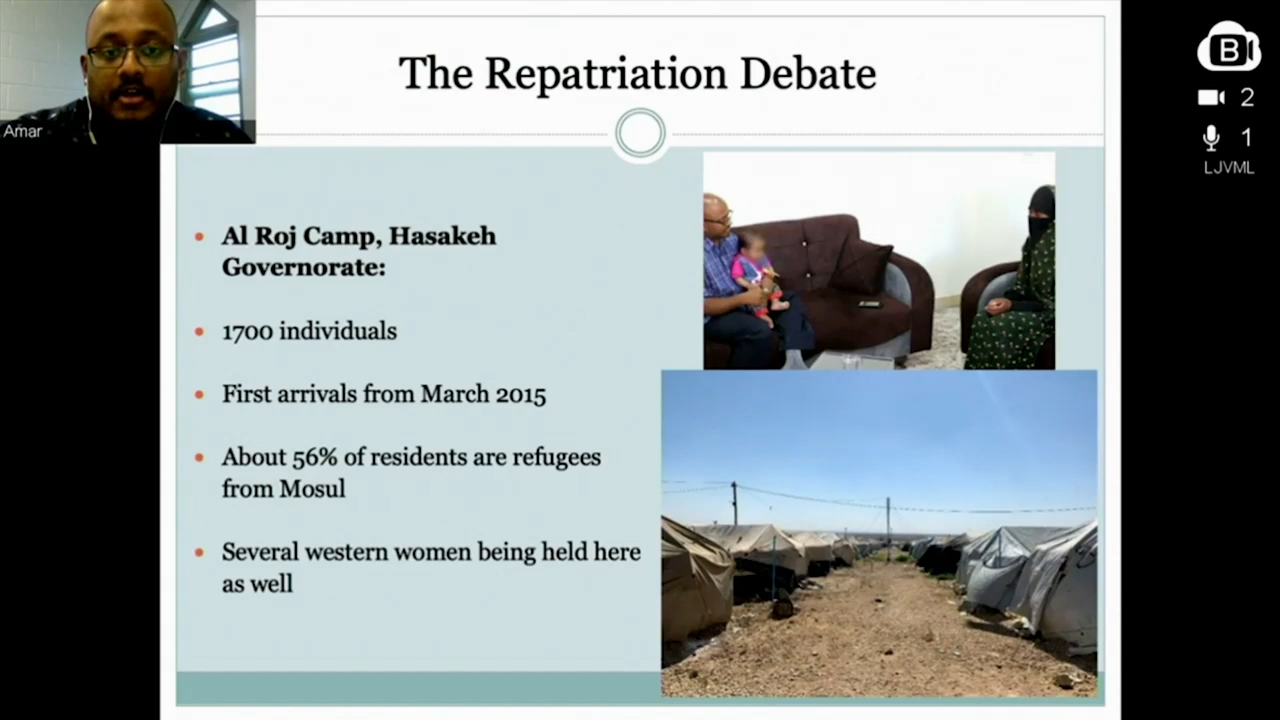 The Repatriation Debate
Amar
B
2
1
LJVML
Al Roj Camp, Hasakeh
Governorate:
1700 individuals
First arrivals from March 2015
About 56% of residents are refugees
from Mosul
Several western women being held here
as well